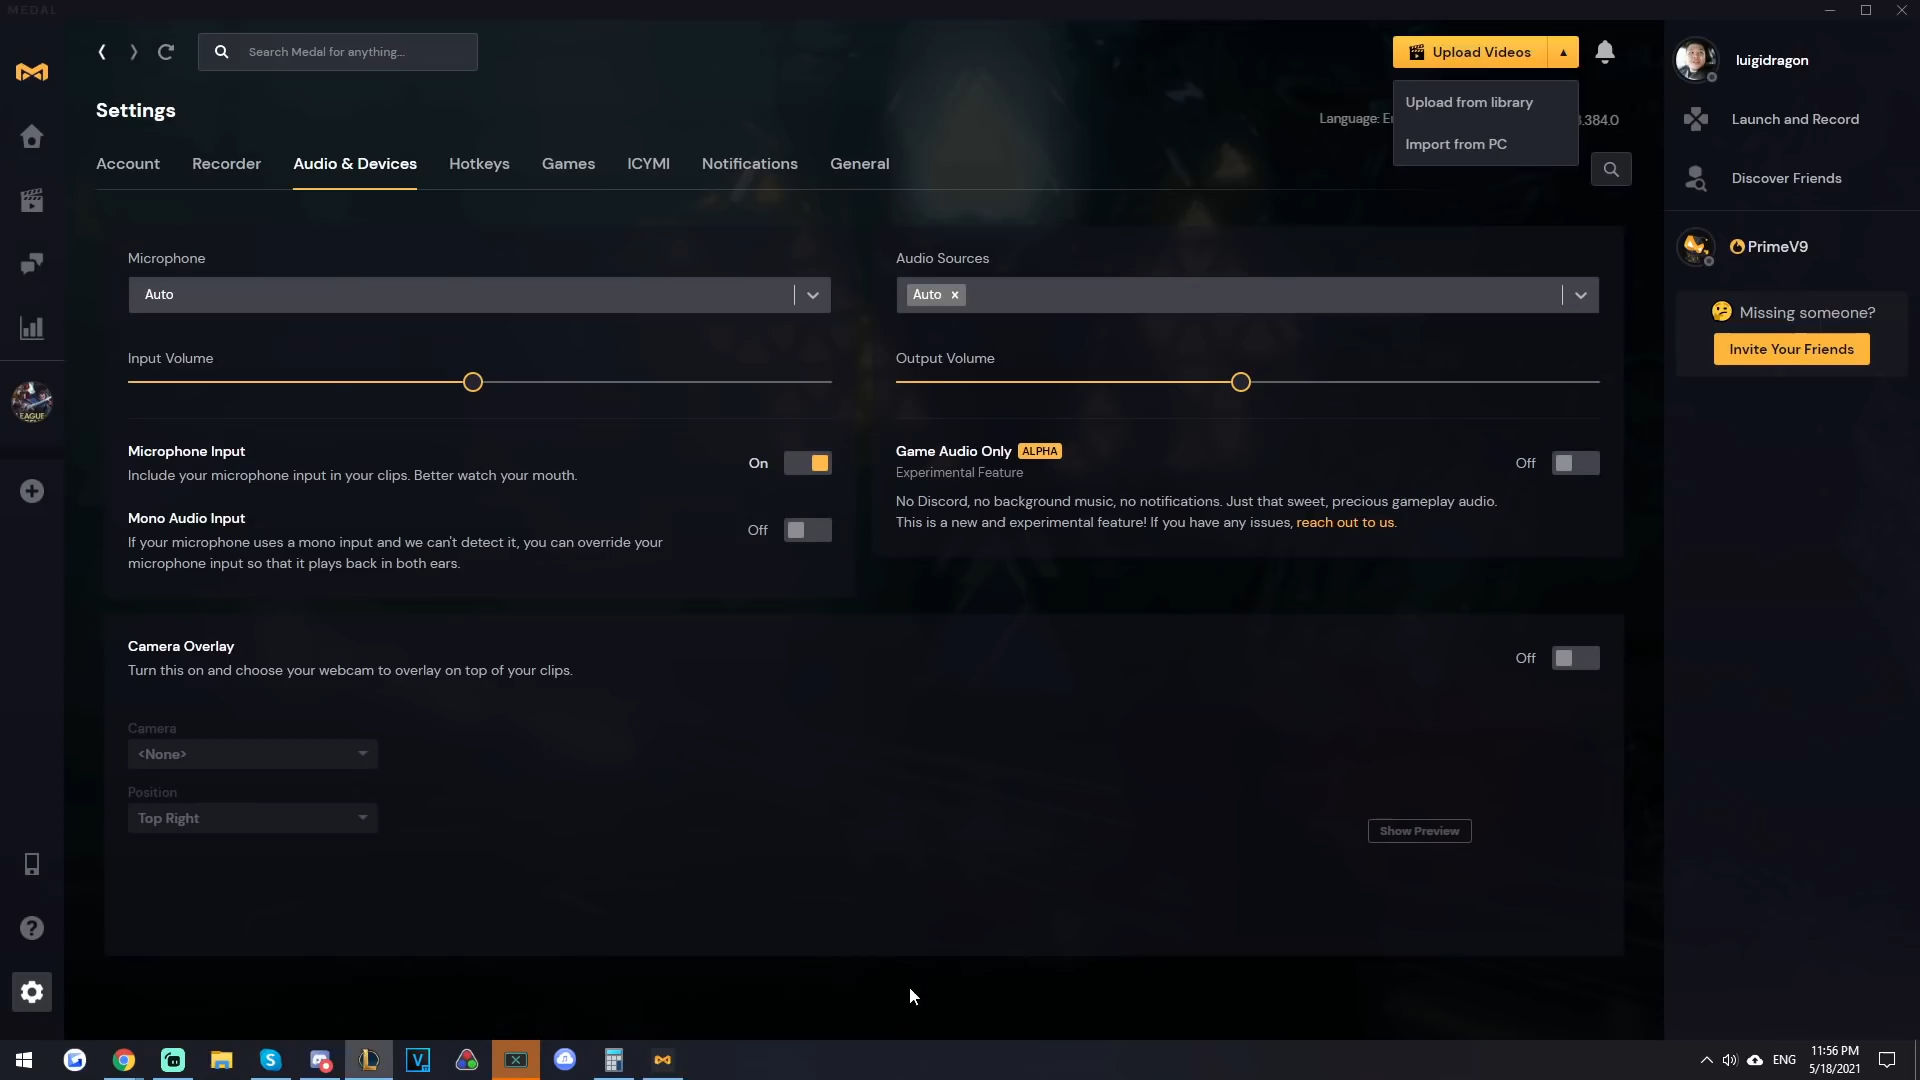 MEDAL
Search Medal for anything...
Upload Videos
luigidragon
Upload from library
Settings
Language: En
3.384.0
Launch and Record
Import from PC
Account
Recorder
Audio & Devices
Hotkeys
Games
ICYMI
Notifications
General
Discover Friends
PrimeV9
Microphone
Audio Sources
Auto
Auto ×
Missing someone?
Invite Your Friends
Input Volume
Output Volume
Microphone Input
Include your microphone input in your clips. Better watch your mouth.
On
Game Audio Only ALPHA
Experimental Feature
Off
No Discord, no background music, no notifications. Just that sweet, precious gameplay audio.
This is a new and experimental feature! If you have any issues, reach out to us.
Mono Audio Input
Off
If your microphone uses a mono input and we can't detect it, you can override your
microphone input so that it plays back in both ears.
Camera Overlay
Turn this on and choose your webcam to overlay on top of your clips.
Off
Camera
<None>
Position
Top Right
Show Preview
ENG
11:56 PM
5/18/2021